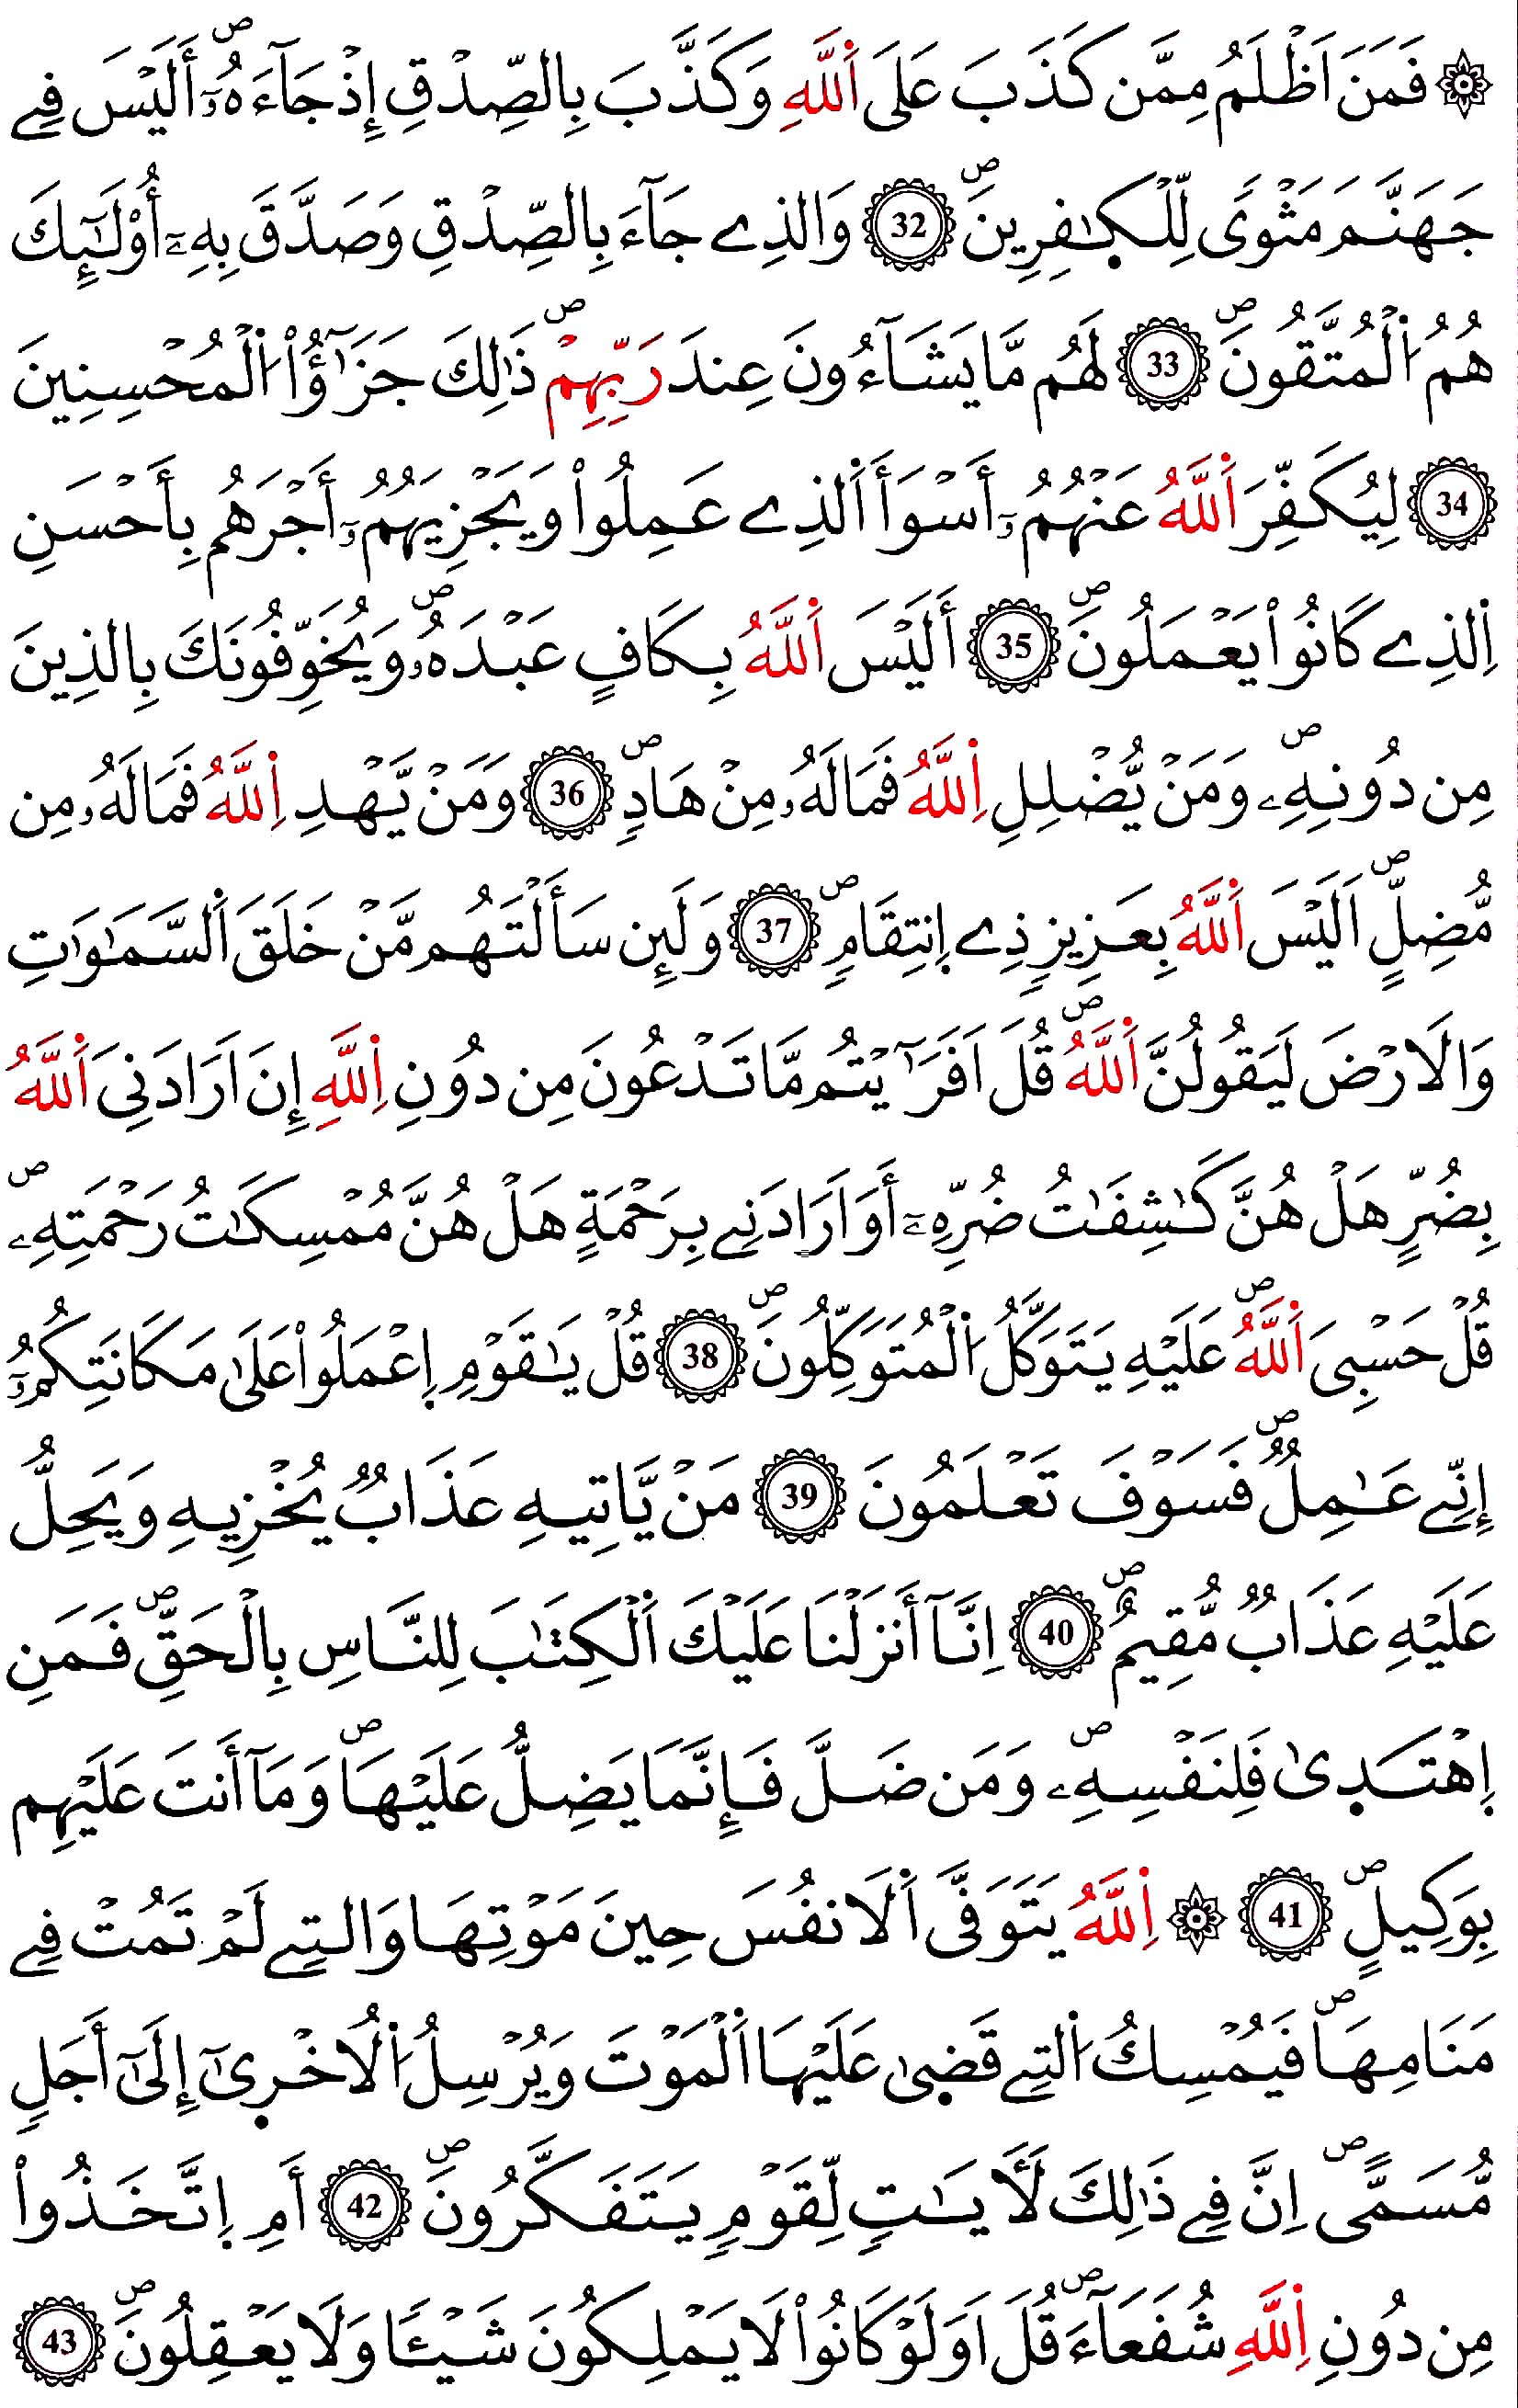 ۞ فَمَنَ اَظْلَمُ مِمَّن كَذَبَ عَلَى اَ۬للَّهِ وَكَذَّبَ بِالصِّدْقِ إِذْ جَآءَهُۥٓۖ أَلَيْسَ فِے
جَهَنَّمَ مَثْوىٗ لِّلْكٰ۪فِرِينَۖ 32 وَالذِے جَآءَ بِالصِّدْقِ وَصَدَّقَ بِهِۦٓ أُوْلَٰٓئِكَ
هُمُ اُ۬لْمُتَّقُونَۖ 33 لَهُم مَّا يَشَآءُونَ عِندَ رَبِّهِمْۖ ذَٰلِكَ جَزَٰٓؤُاْ اُ۬لْمُحْسِنِينَ
34 لِيُكَفِّرَ اَ۬للَّهُ عَنْهُمُۥٓ أَسْوَأَ اَ۬لذِے عَمِلُواْ وَيَجْزِيَهُمُۥٓ أَجْرَهُم بِأَحْسَنِ
اِ۬لذِے كَانُواْ يَعْمَلُونَۖ 35 أَلَيْسَ اَ۬للَّهُ بِكَافٍ عَبْدَهُۥۖ وَيُخَوِّفُونَكَ بِالذِينَ
مِن دُونِهِۦۖ وَمَنْ يُّضْلِلِ اِ۬للَّهُ فَمَا لَهُۥ مِنْ هَادٖۖ 36 وَمَنْ يَّهْدِ اِ۬للَّهُ فَمَا لَهُۥ مِن
مُّضِلٍّۖ اَلَيْسَ اَ۬للَّهُ بِعَزِيزٖ ذِے اِ۪نتِقَامٖۖ 37 وَلَئِن سَأَلْتَهُم مَّنْ خَلَقَ اَ۬لسَّمَٰوَٰتِ
وَالَارْضَ لَيَقُولُنَّ اَ۬للَّهُۖ قُلَ اَفَرَٰٓيْتُم مَّا تَدْعُونَ مِن دُونِ اِ۬للَّهِ إِنَ اَرَادَنِيَ اَ۬للَّهُ
بِضُرٍّ هَلْ هُنَّ كَٰشِفَٰتُ ضُرِّهِۦٓ أَوَ اَرَادَنِے بِرَحْمَةٍ هَلْ هُنَّ مُمْسِكَٰتُ رَحْمَتِهِۦۖ
قُلْ حَسْبِيَ اَ۬للَّهُۖ عَلَيْهِ يَتَوَكَّلُ اُ۬لْمُتَوَكِّلُونَۖ 38 قُلْ يَٰقَوْمِ اِ۪عْمَلُواْ عَلَىٰ مَكَانَتِكُمُۥٓ
إِنِّے عَٰمِلٞۖ فَسَوْفَ تَعْلَمُونَ 39 مَنْ يَّاتِيهِ عَذَابٞ يُخْزِيهِ وَيَحِلُّ
عَلَيْهِ عَذَابٞ مُّقِيمٌۖ 40 اِنَّآ أَنزَلْنَا عَلَيْكَ اَ۬لْكِتَٰبَ لِلنَّاسِ بِالْحَقِّۖ فَمَنِ
اِ۪هْتَد۪ىٰ فَلِنَفْسِهِۦۖ وَمَن ضَلَّ فَإِنَّمَا يَضِلُّ عَلَيْهَاۖ وَمَآ أَنتَ عَلَيْهِم
بِوَكِيلٍۖ 41 ۞ اِ۬للَّهُ يَتَوَفَّى اَ۬لَانفُسَ حِينَ مَوْتِهَا وَالتِے لَمْ تَمُتْ فِے
مَنَامِهَاۖ فَيُمْسِكُ اُ۬لتِے قَضىٰ عَلَيْهَا اَ۬لْمَوْتَ وَيُرْسِلُ اُ۬لُاخْر۪ىٰٓ إِلَىٰٓ أَجَلٖ
مُّسَمّىًۖ اِنَّ فِے ذَٰلِكَ لَأٓيَٰتٖ لِّقَوْمٖ يَتَفَكَّرُونَۖ 42 أَمِ اِ۪تَّخَذُواْ
مِن دُونِ اِ۬للَّهِ شُفَعَآءَۖ قُلَ اَوَلَوْ كَانُواْ لَا يَمْلِكُونَ شَيْـٔاٗ وَلَا يَعْقِلُونَۖ 43